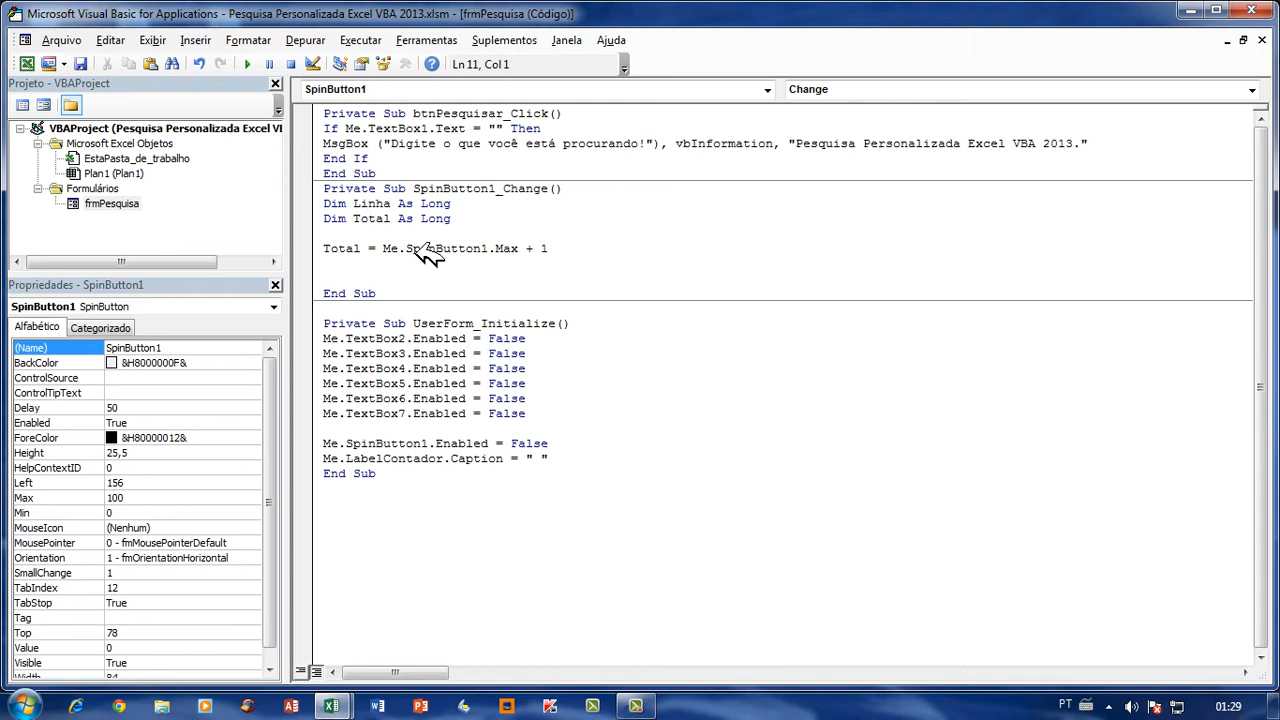 Microsoft Visual Basic for Applications - Pesquisa Personalizada Excel VBA 2013.xlsm - [frmPesquisa (Código)]
Arquivo Editar Exibir Inserir Formatar Depurar Executar Ferramentas Suplementos Janela Ajuda
Ln 11, Col 1
Projeto - VBAProject
VBAProject (Pesquisa Personalizada Excel VI
Microsoft Excel Objetos
EstaPasta_de_trabalho
Plan1 (Plan1)
Formulários
frmPesquisa
Propriedades - SpinButton1
SpinButton1 SpinButton
Alfabético Categorizado
(Name) SpinButton1
BackColor &H8000000F&
ControlSource
ControlTipText
Delay 50
Enabled True
ForeColor &H80000012&
Height 25,5
HelpContextID 0
Left 156
Max 100
Min 0
MouseIcon (Nenhum)
MousePointer 0 - fmMousePointerDefault
Orientation 1 - fmOrientationHorizontal
SmallChange 1
TabIndex 12
TabStop True
Tag
Top 78
Value 0
Visible True
Width 84
SpinButton1 Change
Private Sub btnPesquisar_Click()
If Me.TextBox1.Text = "" Then
MsgBox ("Digite o que você está procurando!"), vbInformation, "Pesquisa Personalizada Excel VBA 2013."
End If
End Sub
Private Sub SpinButton1_Change()
Dim Linha As Long
Dim Total As Long
Total = Me.SpinButton1.Max + 1
End Sub
Private Sub UserForm_Initialize()
Me.TextBox2.Enabled = False
Me.TextBox3.Enabled = False
Me.TextBox4.Enabled = False
Me.TextBox5.Enabled = False
Me.TextBox6.Enabled = False
Me.TextBox7.Enabled = False
Me.SpinButton1.Enabled = False
Me.LabelContador.Caption = " "
End Sub
PT 01:29